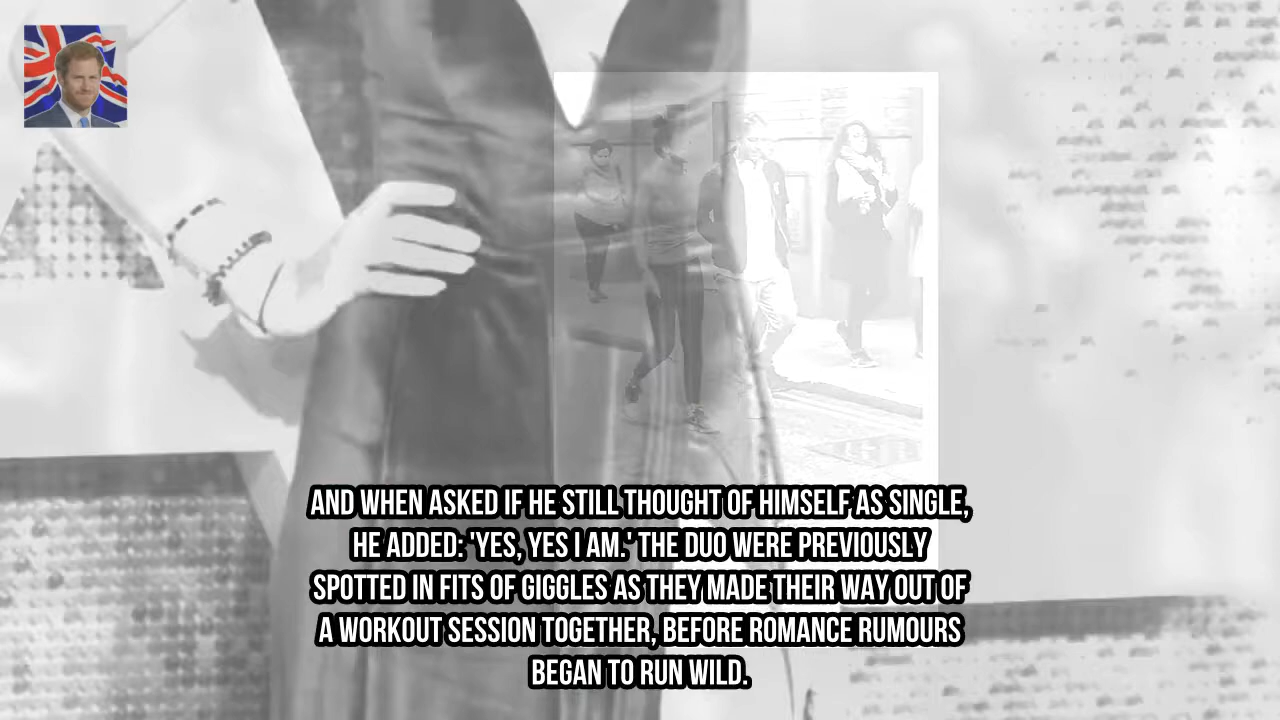 AND WHEN ASKED IF HE STILL THOUGHT OF HIMSELF AS SINGLE,
HE ADDED: 'YES, YES I AM.' THE DUO WERE PREVIOUSLY
SPOTTED IN FITS OF GIGGLES AS THEY MADE THEIR WAY OUT OF
A WORKOUT SESSION TOGETHER, BEFORE ROMANCE RUMOURS
BEGAN TO RUN WILD.